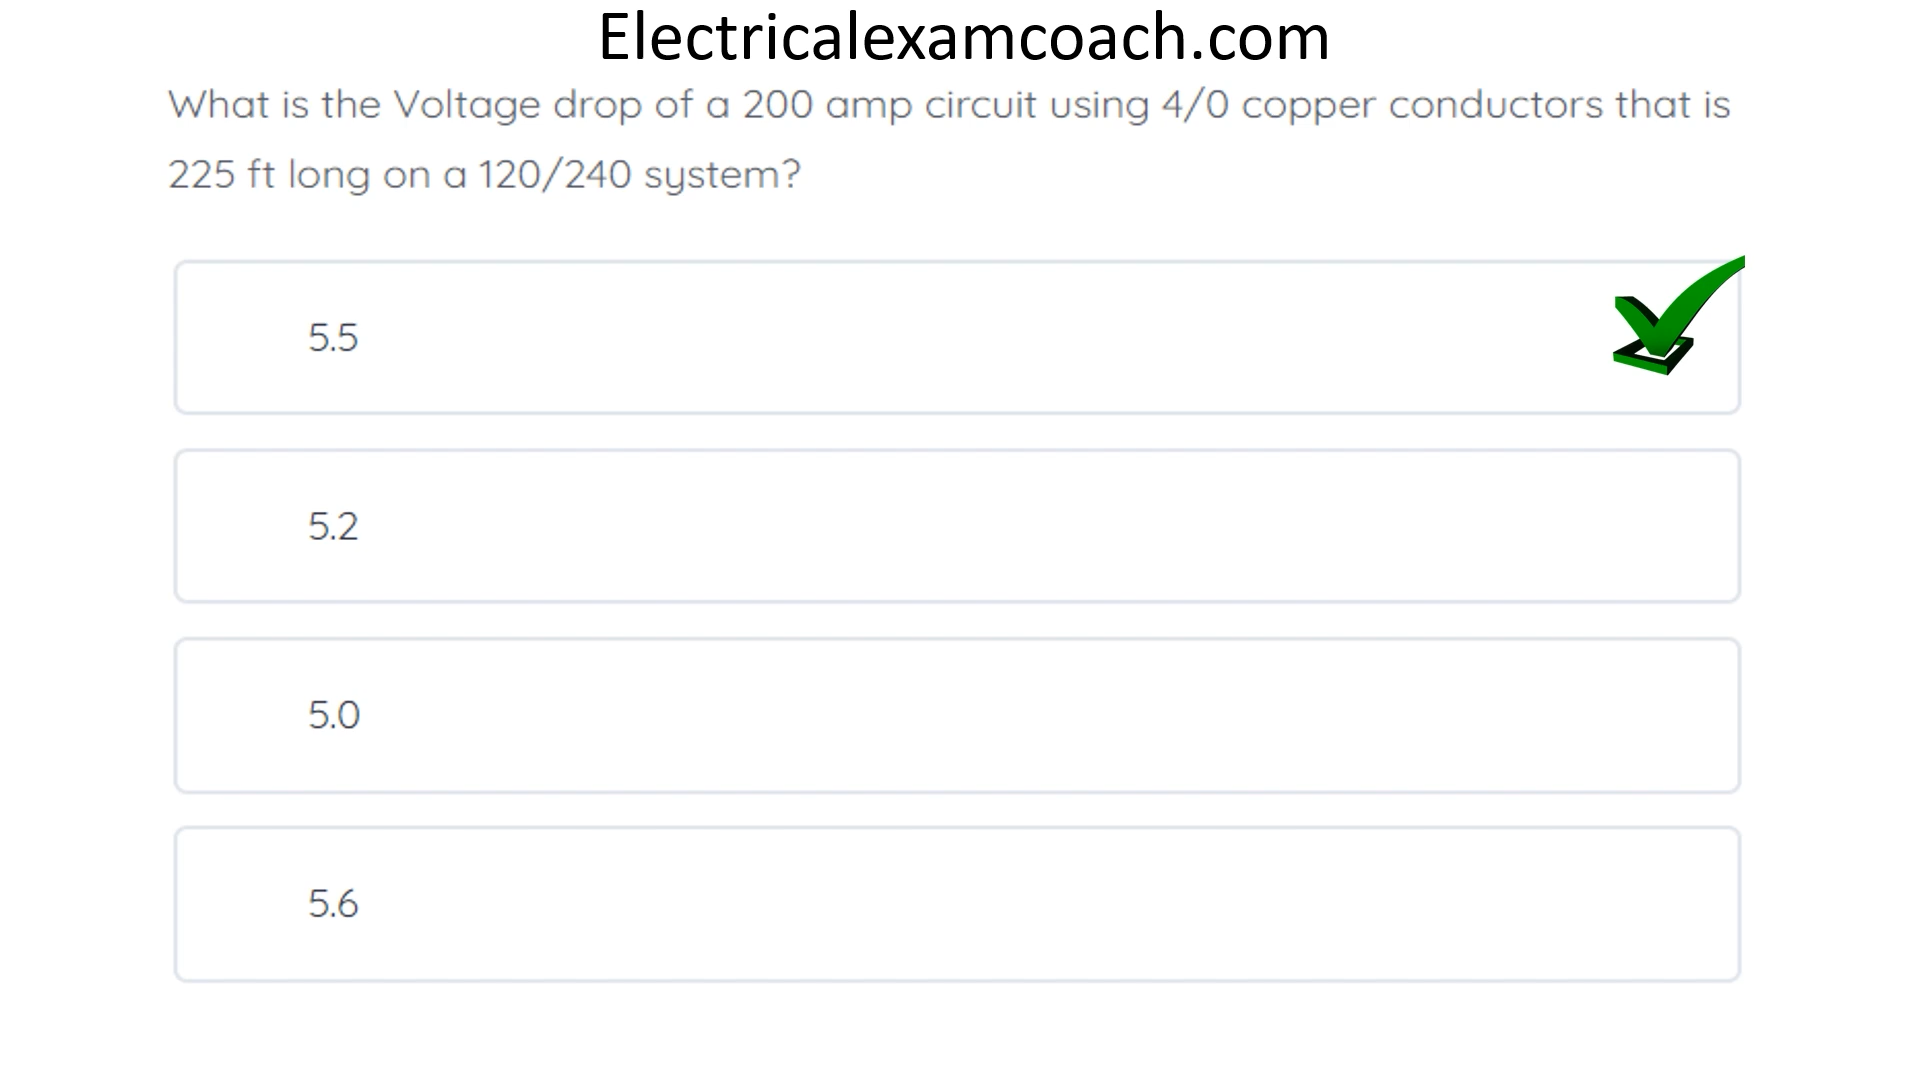 Electricalexamcoach.com
What is the Voltage drop of a 200 amp circuit using 4/0 copper conductors that is
225 ft long on a 120/240 system?
5.5
5.2
5.0
5.6